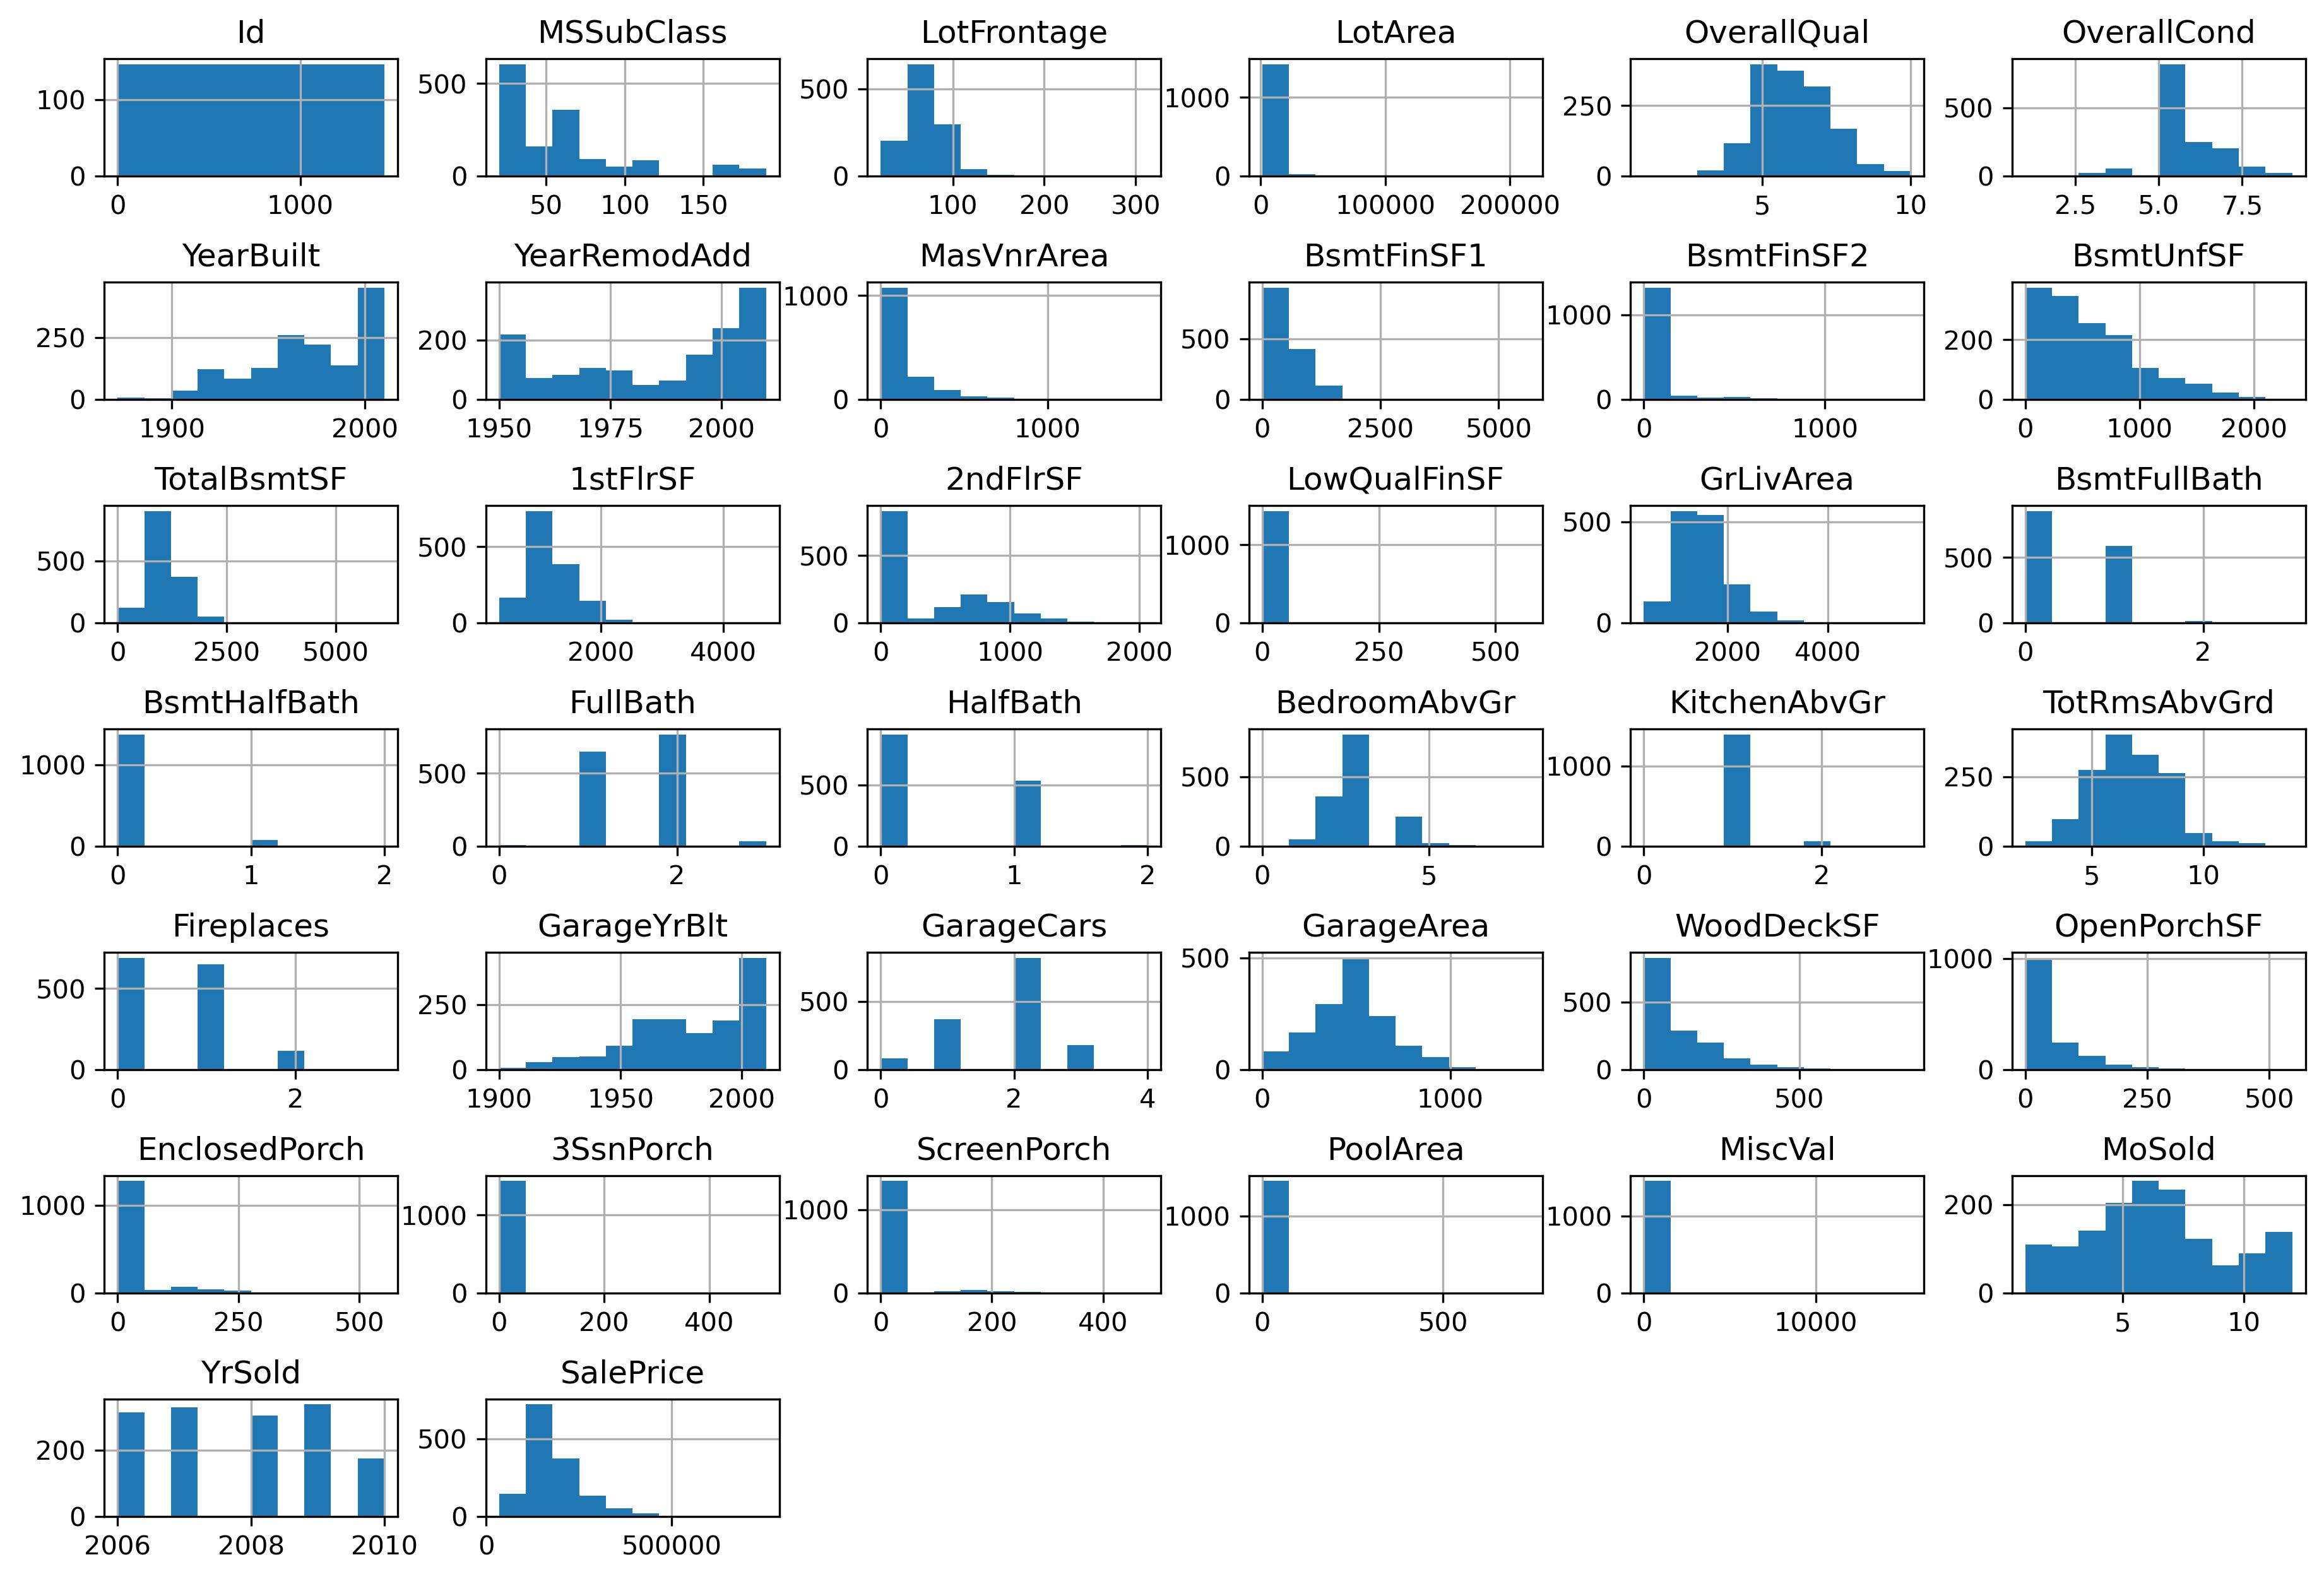 Id MSSubClass LotFrontage LotArea OverallQual OverallCond
100 500 500 1000 250 500
0 0 0 0 0 0
0 1000 50 100 150 100 200 300 0 100000 200000 5 10 2.5 5.0 7.5
YearBuilt YearRemodAdd MasVnrArea BsmtFinSF1 BsmtFinSF2 BsmtUnfSF
250 200 1000 500 1000 200
0 0 0 0 0 0
1900 2000 1950 1975 2000 0 1000 0 2500 5000 0 1000 0 1000 2000
TotalBsmtSF 1stFlrSF 2ndFlrSF LowQualFinSF GrLivArea BsmtFullBath
500 500 500 1000 500 500
0 0 0 0 0 0
0 2500 5000 2000 4000 0 1000 2000 0 250 500 2000 4000 0 2
BsmtHalfBath FullBath HalfBath BedroomAbvGr KitchenAbvGr TotRmsAbvGrd
1000 500 500 500 1000 250
0 0 0 0 0 0
0 1 2 0 2 0 1 2 0 5 0 2 5 10
Fireplaces GarageYrBlt GarageCars GarageArea WoodDeckSF OpenPorchSF
500 250 500 500 500 1000
0 0 0 0 0 0
0 2 1900 1950 2000 0 2 4 0 1000 0 500 0 250 500
EnclosedPorch 3SsnPorch ScreenPorch PoolArea MiscVal MoSold
1000 1000 1000 1000 1000 200
0 0 0 0 0 0
0 250 500 0 200 400 0 200 400 0 500 0 10000 5 10
YrSold SalePrice
200 500
0 0
2006 2008 2010 0 500000